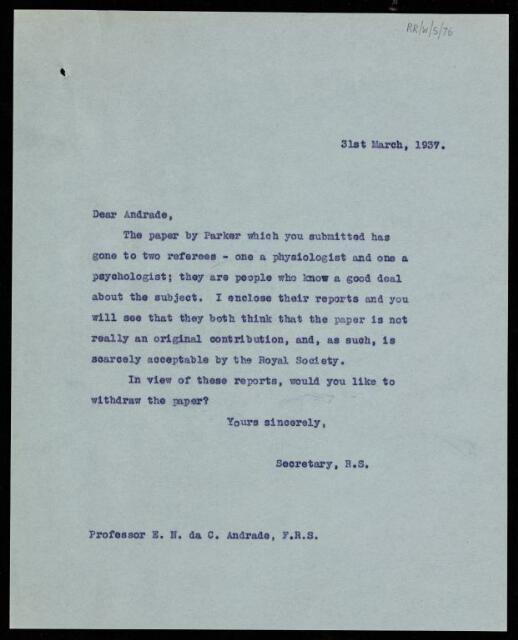 RR/W/5/76
31st March, 1937.
Dear Andrade,
The paper by Parker which you submitted has
gone to two referees - one a physiologist and one a
psychologist; they are people who know a good deal
about the subject. I enclose their reports and you
will see that they both think that the paper is not
really an original contribution, and, as such, is
scarcely acceptable by the Royal Society.
In view of these reports, would you like to
withdraw the paper?
Yours sincerely,
Secretary, R.S.
Professor E. N. da C. Andrade, F.R.S.